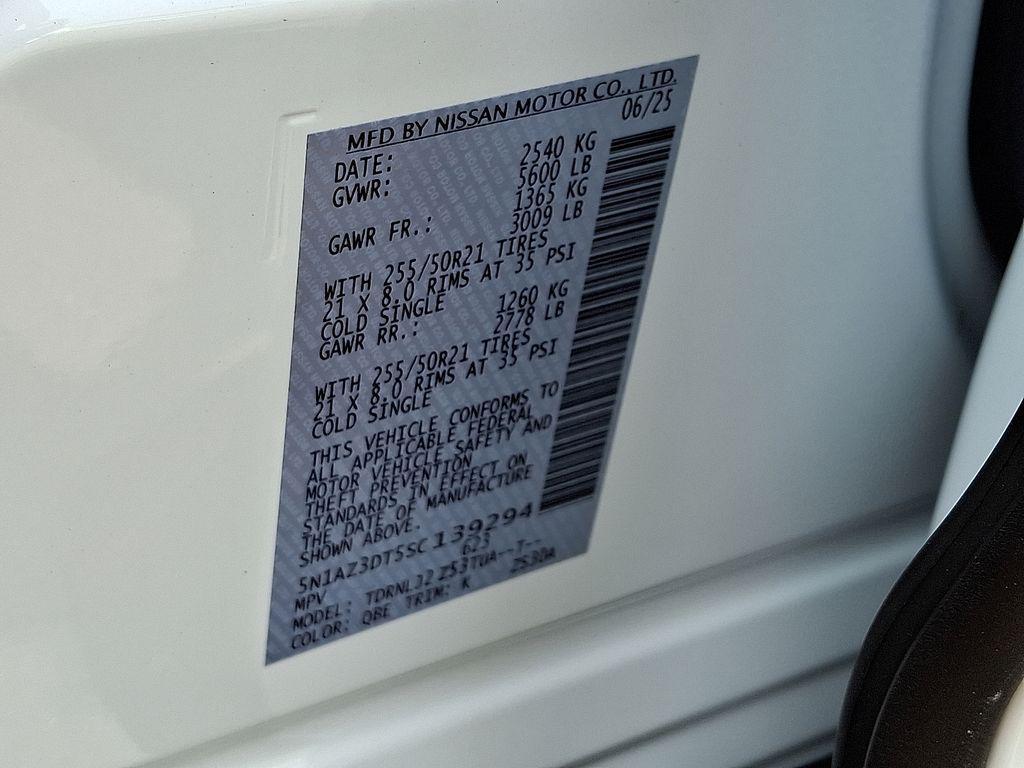 MFD BY NISSAN MOTOR CO., LTD.
DATE: 06/25
GVWR: 2540 KG
5600 LB
GAWR FR.: 1365 KG
3009 LB
WITH 255/50R21 TIRES
21 X 8.0 RIMS AT 35 PSI
COLD SINGLE
GAWR RR.: 1260 KG
2778 LB
WITH 255/50R21 TIRES
21 X 8.0 RIMS AT 35 PSI
COLD SINGLE
THIS VEHICLE CONFORMS TO
ALL APPLICABLE FEDERAL
MOTOR VEHICLE SAFETY AND
THEFT PREVENTION
STANDARDS IN EFFECT ON
THE DATE OF MANUFACTURE
SHOWN ABOVE.
5N1AZ3DT5SC139294
MPV 623
MODEL: TDRNL32Z53TUA--T--
COLOR: QBE TRIM: K ZS3DA